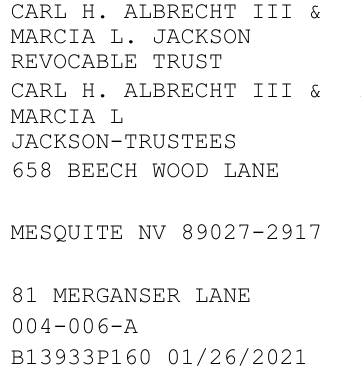 CARL H. ALBRECHT III &
MARCIA L. JACKSON
REVOCABLE TRUST
CARL H. ALBRECHT III &
MARCIA L
JACKSON-TRUSTEES
658 BEECH WOOD LANE
MESQUITE NV 89027-2917
81 MERGANSER LANE
004-006-A
B13933P160 01/26/2021